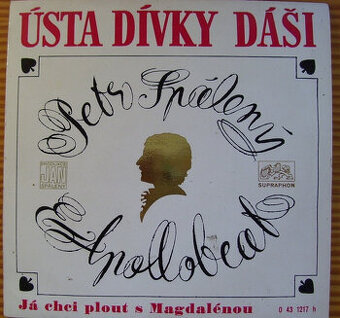 ÚSTA DÍVKY DÁŠI
Petr Spálený
JAN
SPÁLENÝ
SUPRAPHON
& Apollobeat
Já chci plout s Magdalénou
0 43 1217 h